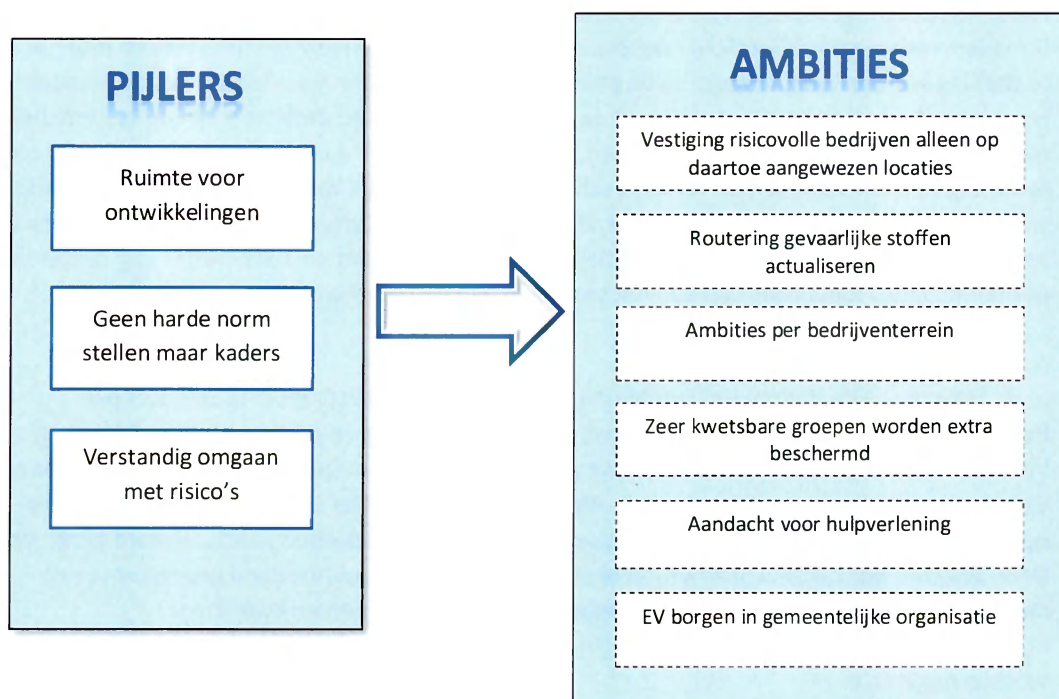 PIJLERS
Ruimte voor
ontwikkelingen
Geen harde norm
stellen maar kaders
Verstandig omgaan
met risico's
AMBITIES
Vestiging risicovolle bedrijven alleen op
daartoe aangewezen locaties
Routering gevaarlijke stoffen
actualiseren
Ambities per bedrijventerrein
Zeer kwetsbare groepen worden extra
beschermd
Aandacht voor hulpverlening
EV borgen in gemeentelijke organisatie